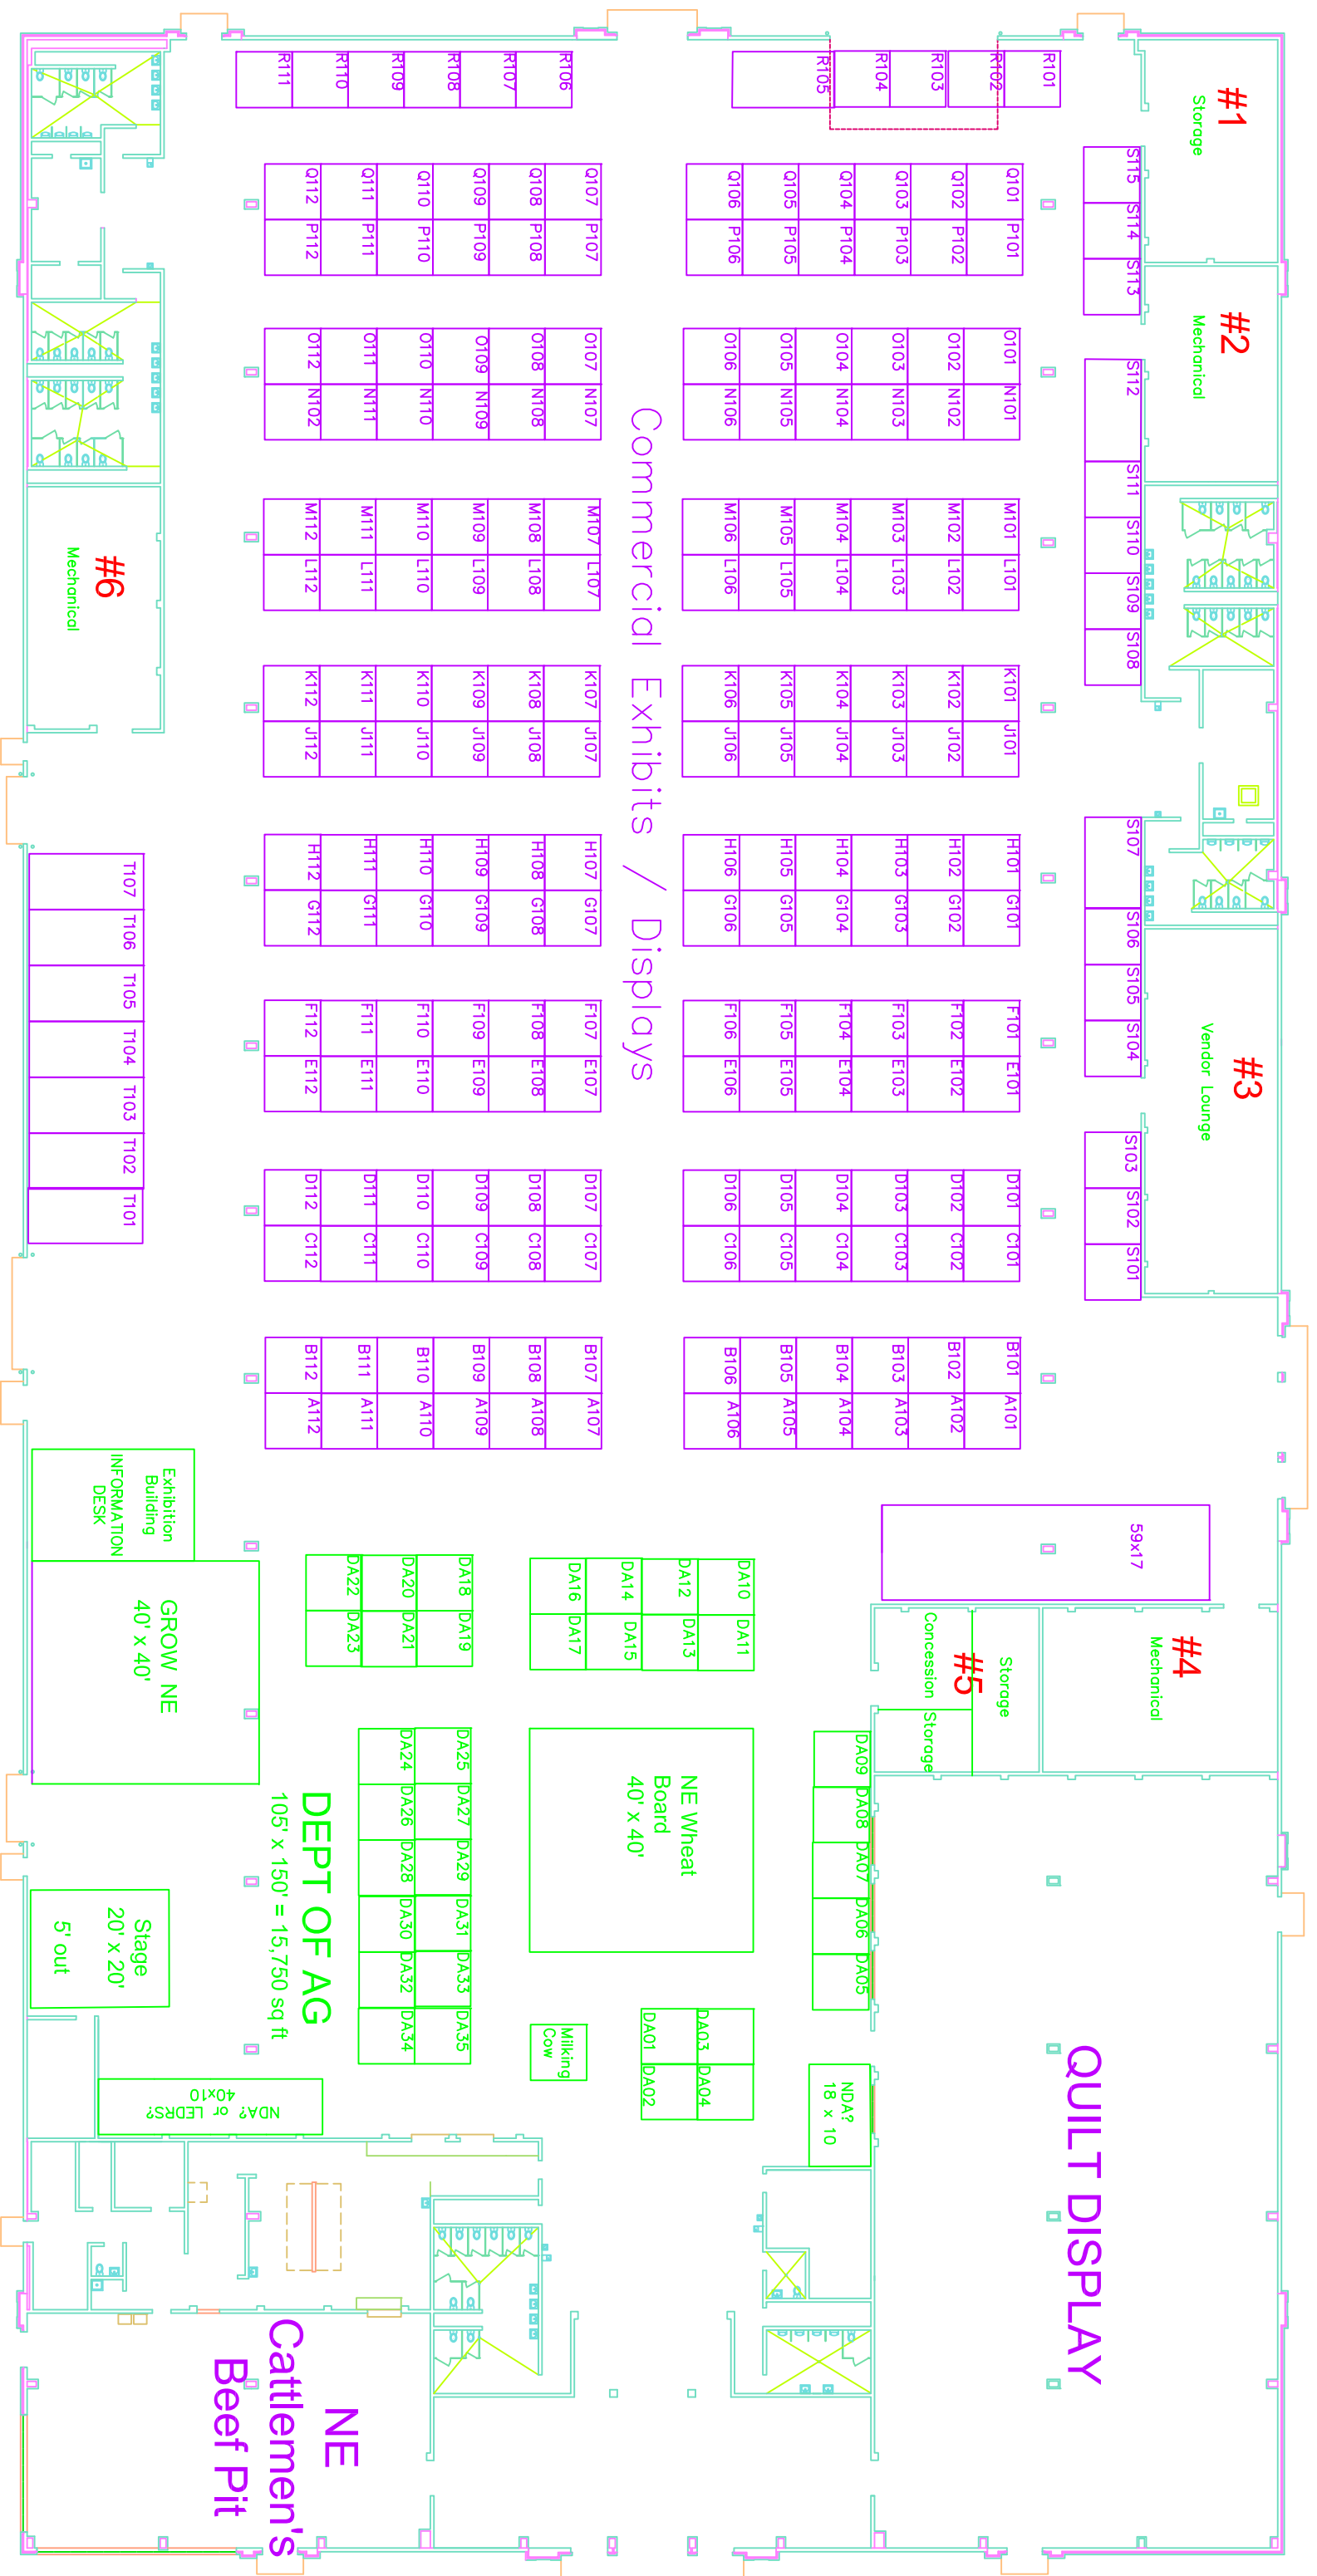 #1
Storage
#2
Mechanical
#3
Vendor Lounge
#4
Mechanical
#5
Storage
Concession Storage
QUILT DISPLAY
59x17
S115 S114 S113 S112 S111 S110 S109 S108 S107 S106 S105 S104 S103 S102 S101
R101 R102 R103 R104 R105
R106 R107 R108 R109 R110 R111
Q101 P101 O101 N101 M101 L101 K101 J101 H101 G101 F101 E101 D101 C101 B101 A101
Q102 P102 O102 N102 M102 L102 K102 J102 H102 G102 F102 E102 D102 C102 B102 A102
Q103 P103 O103 N103 M103 L103 K103 J103 H103 G103 F103 E103 D103 C103 B103 A103
Q104 P104 O104 N104 M104 L104 K104 J104 H104 G104 F104 E104 D104 C104 B104 A104
Q105 P105 O105 N105 M105 L105 K105 J105 H105 G105 F105 E105 D105 C105 B105 A105
Q106 P106 O106 N106 M106 L106 K106 J106 H106 G106 F106 E106 D106 C106 B106 A106
Commercial Exhibits / Displays
Q107 P107 O107 N107 M107 L107 K107 J107 H107 G107 F107 E107 D107 C107 B107 A107
Q108 P108 O108 N108 M108 L108 K108 J108 H108 G108 F108 E108 D108 C108 B108 A108
Q109 P109 O109 N109 M109 L109 K109 J109 H109 G109 F109 E109 D109 C109 B109 A109
Q110 P110 O110 N110 M110 L110 K110 J110 H110 G110 F110 E110 D110 C110 B110 A110
Q111 P111 O111 N111 M111 L111 K111 J111 H111 G111 F111 E111 D111 C111 B111 A111
Q112 P112 O112 N102 M112 L112 K112 J112 H112 G112 F112 E112 D112 C112 B112 A112
#6
Mechanical
T107 T106 T105 T104 T103 T102 T101
DA09 DA08 DA07 DA06 DA05
NDA?
18 x 10
DA10 DA11
DA12 DA13
DA14 DA15
DA16 DA17
DA18 DA19
DA20 DA21
DA22 DA23
NE Wheat
Board
40' x 40'
DA03 DA04
DA01 DA02
Milking
Cow
DA25 DA27 DA29 DA31 DA33 DA35
DA24 DA26 DA28 DA30 DA32 DA34
DEPT OF AG
105' x 150' = 15,750 sq ft
Exhibition
Building
INFORMATION
DESK
GROW NE
40' x 40'
Stage
20' x 20'
5' out
NDA? or LEDRS?
40x10
NE
Cattlemen's
Beef Pit